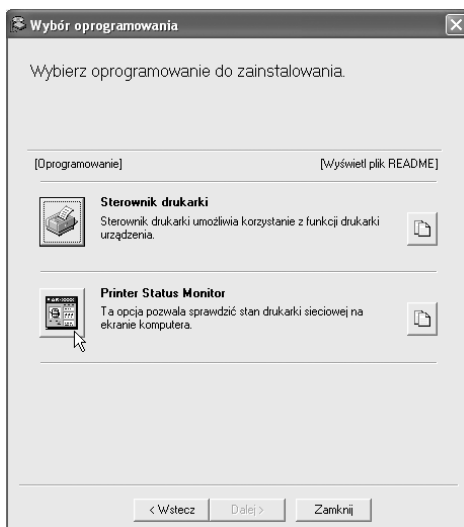 Wybór oprogramowania
Wybierz oprogramowanie do zainstalowania.
[Oprogramowanie] [Wyświetl plik README]
Sterownik drukarki
Sterownik drukarki umożliwia korzystanie z funkcji drukarki
urządzenia.
Printer Status Monitor
Ta opcja pozwala sprawdzić stan drukarki sieciowej na
ekranie komputera.
< Wstecz Dalej > Zamknij